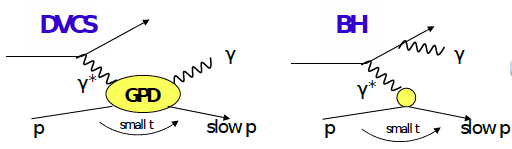 DVCS
γ
γ*
GPD
p
small t
slow p
BH
γ
γ*
p
small t
slow p